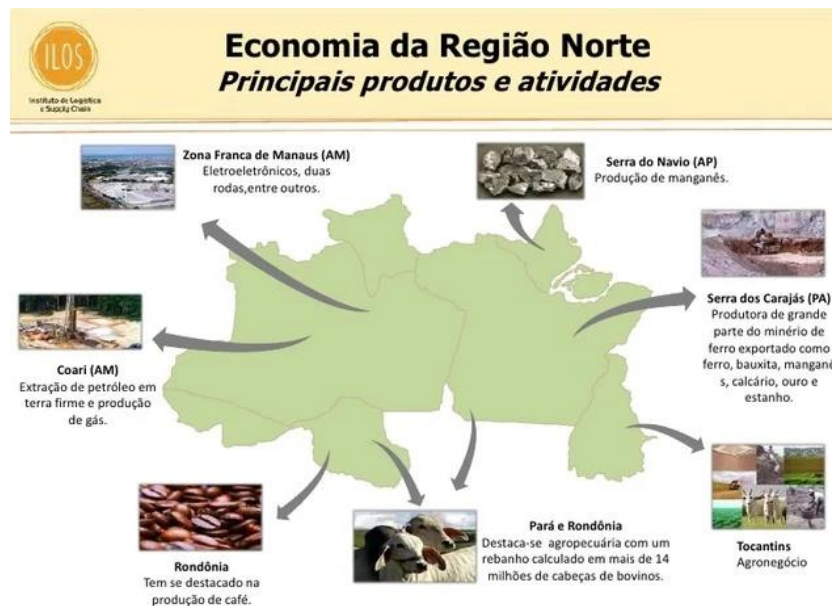 ILOS
Instituto de Logística
e Supply Chain
Economia da Região Norte
Principais produtos e atividades
Zona Franca de Manaus (AM)
Eletroeletrônicos, duas
rodas,entre outros.
Serra do Navio (AP)
Produção de manganês.
Serra dos Carajás (PA)
Produtora de grande
parte do minério de
ferro exportado como
ferro, bauxita, manganê
s, calcário, ouro e
estanho.
Coari (AM)
Extração de petróleo em
terra firme e produção
de gás.
Rondônia
Tem se destacado na
produção de café.
Pará e Rondônia
Destaca-se agropecuária com um
rebanho calculado em mais de 14
milhões de cabeças de bovinos.
Tocantins
Agronegócio